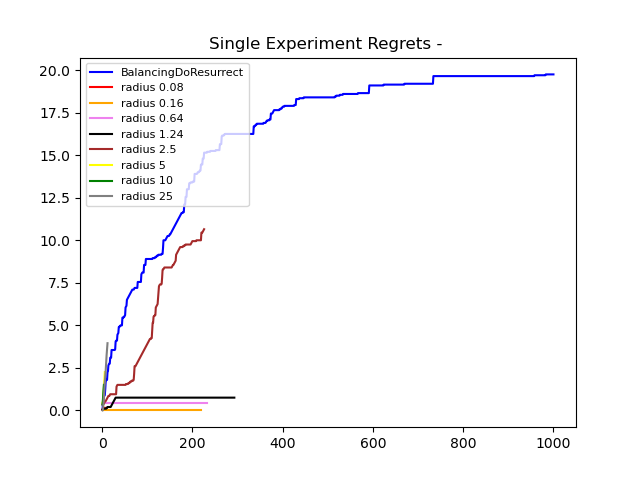 Single Experiment Regrets -
20.0
17.5
15.0
12.5
10.0
7.5
5.0
2.5
0.0
BalancingDoResurrect
radius 0.08
radius 0.16
radius 0.64
radius 1.24
radius 2.5
radius 5
radius 10
radius 25
0 200 400 600 800 1000